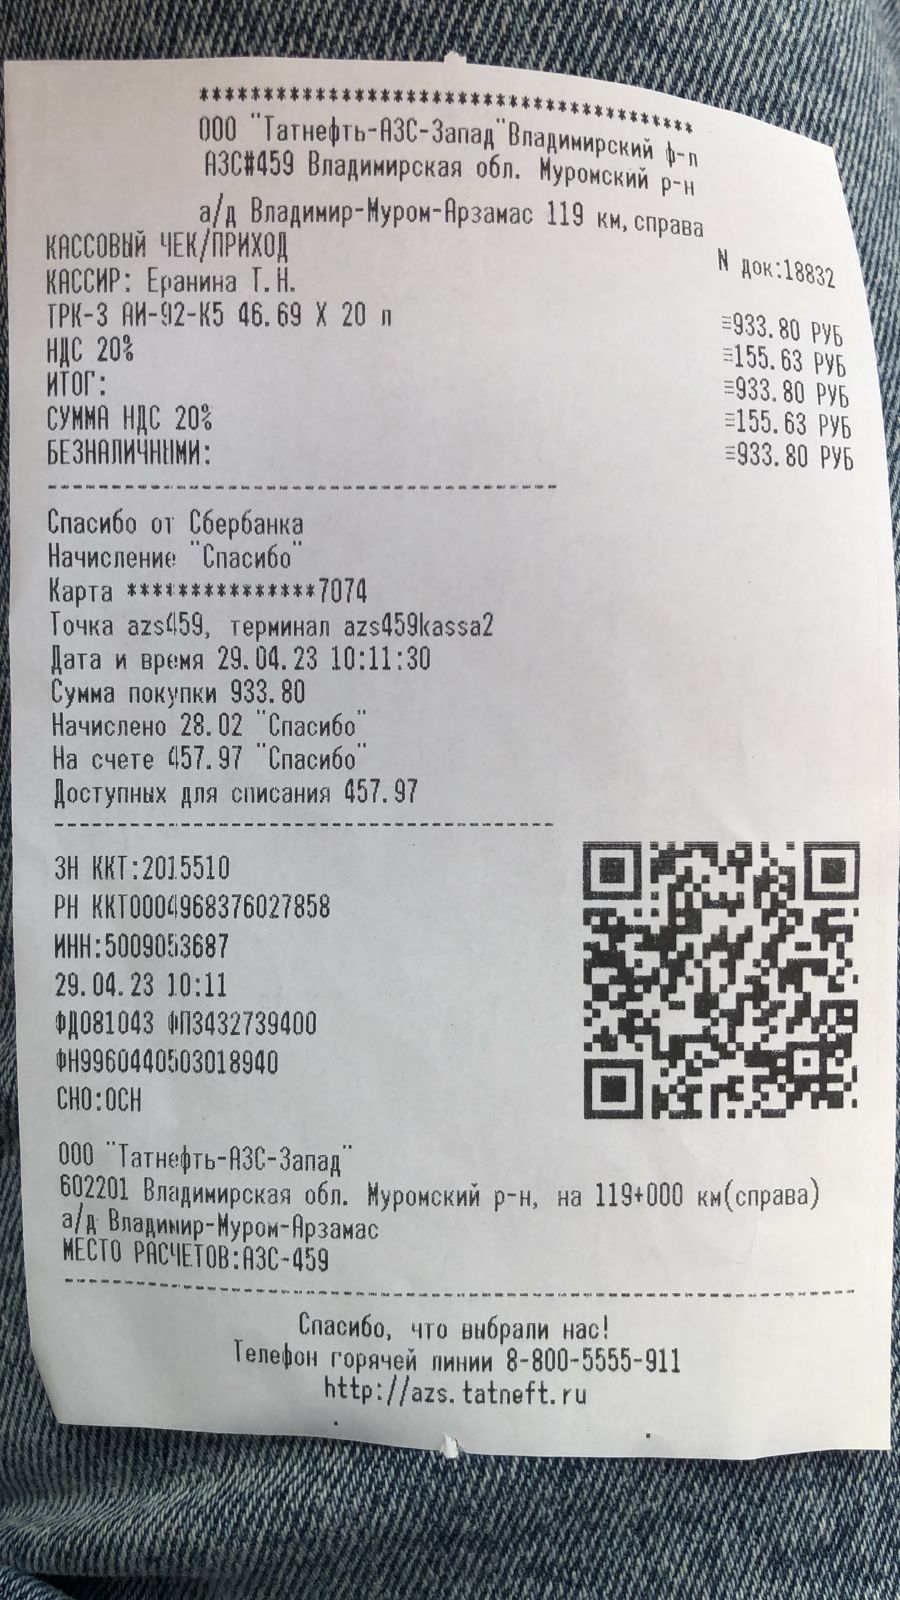 **************************************
ООО "Татнефть-АЗС-Запад"Владимирский ф-л
АЗС#459 Владимирская обл. Муромский р-н
а/д Владимир-Муром-Арзамас 119 км,справа
КАССОВЫЙ ЧЕК/ПРИХОД N док:18832
КАССИР: Еранина Т.Н.
ТРК-3 АИ-92-К5 46.69 X 20 л ≡933.80 РУБ
НДС 20% ≡155.63 РУБ
ИТОГ: ≡933.80 РУБ
СУММА НДС 20% ≡155.63 РУБ
БЕЗНАЛИЧНЫМИ: ≡933.80 РУБ
----------------------------------------
Спасибо от Сбербанка
Начисление "Спасибо"
Карта ***************7074
Точка azs459, терминал azs459kassa2
Дата и время 29.04.23 10:11:30
Сумма покупки 933.80
Начислено 28.02 "Спасибо"
На счете 457.97 "Спасибо"
Доступных для списания 457.97
----------------------------------------
ЗН ККТ:2015510
РН ККТ0004968376027858
ИНН:5009053687
29.04.23 10:11
ФД081043 ФП3432739400
ФН9960440503018940
СНО:ОСН
ООО "Татнефть-АЗС-Запад"
602201 Владимирская обл. Муромский р-н, на 119+000 км(справа)
а/д Владимир-Муром-Арзамас
МЕСТО РАСЧЕТОВ:АЗС-459
----------------------------------------
Спасибо, что выбрали нас!
Телефон горячей линии 8-800-5555-911
http://azs.tatneft.ru